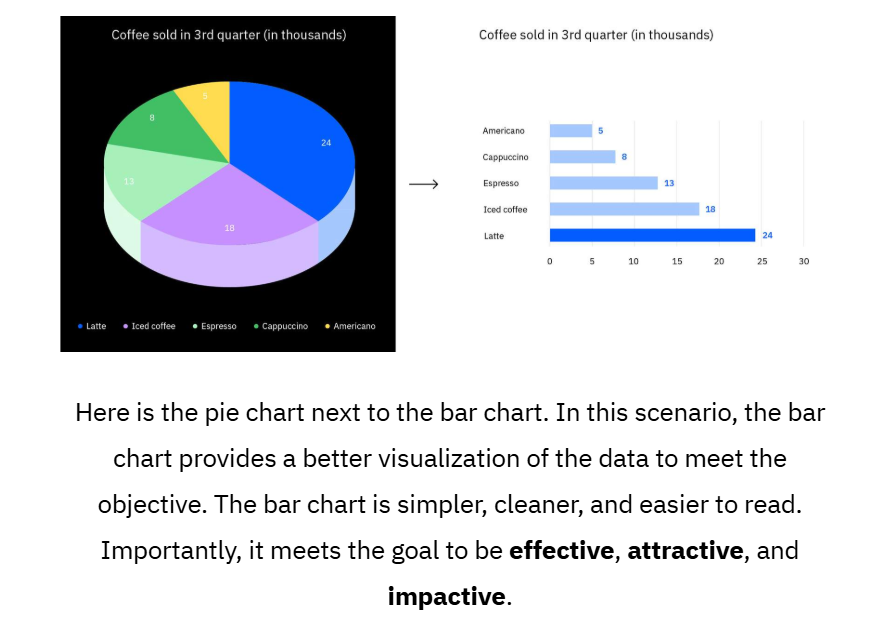 Coffee sold in 3rd quarter (in thousands)
5
8
24
13
18
Latte Iced coffee Espresso Cappuccino Americano
Coffee sold in 3rd quarter (in thousands)
Americano 5
Cappuccino 8
Espresso 13
Iced coffee 18
Latte 24
0 5 10 15 20 25 30
Here is the pie chart next to the bar chart. In this scenario, the bar
chart provides a better visualization of the data to meet the
objective. The bar chart is simpler, cleaner, and easier to read.
Importantly, it meets the goal to be effective, attractive, and
impactive.